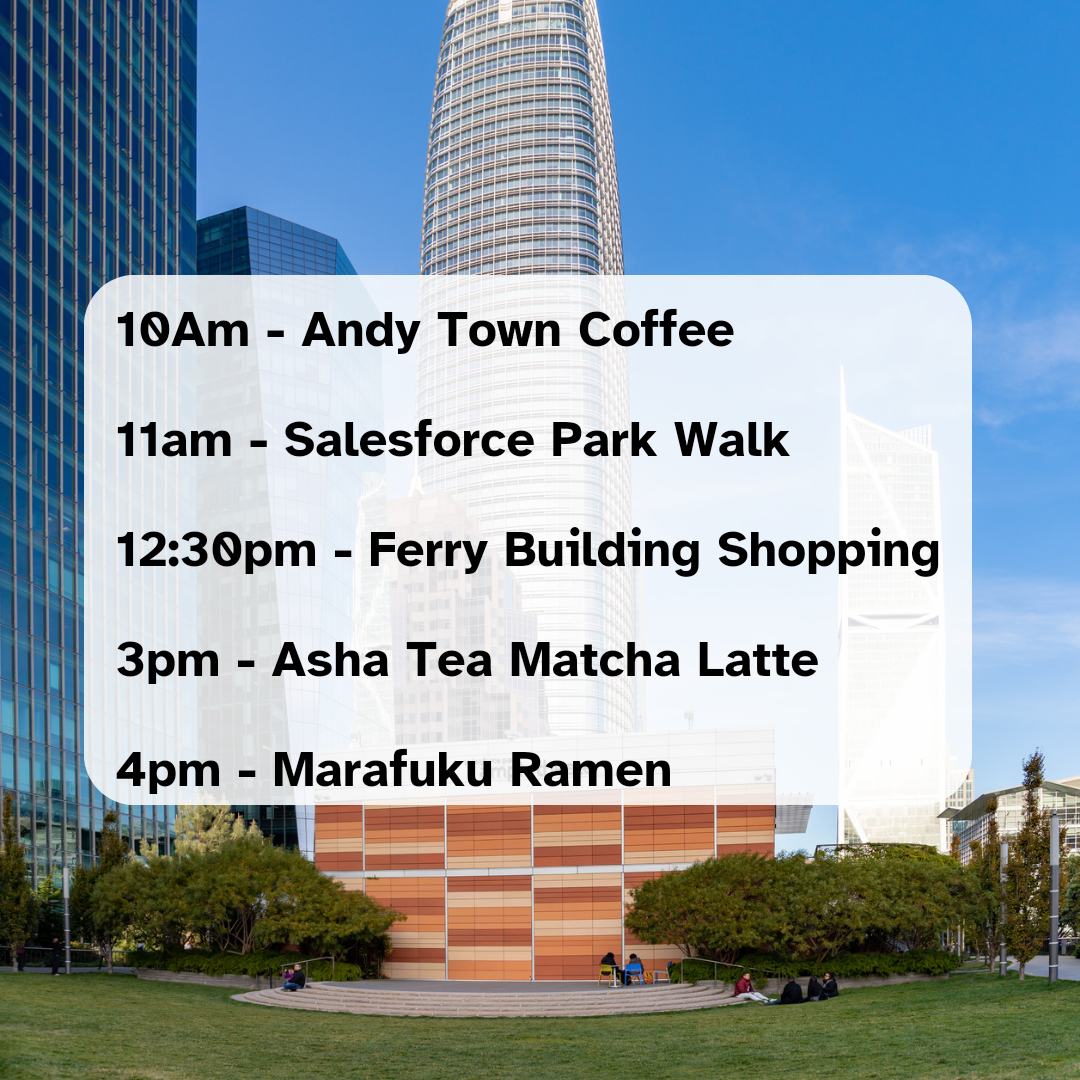 10Am - Andy Town Coffee
11am - Salesforce Park Walk
12:30pm - Ferry Building Shopping
3pm - Asha Tea Matcha Latte
4pm - Marafuku Ramen